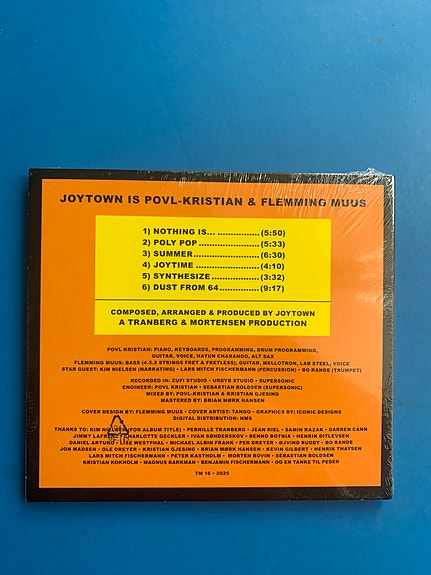 JOYTOWN IS POVL-KRISTIAN & FLEMMING MUUS
1) NOTHING IS... .................(5:50)
2) POLY POP.......................(5:33)
3) SUMMER.........................(6:30)
4) JOYTIME........................(4:10)
5) SYNTHESIZE.....................(3:32)
6) DUST FROM 64...................(9:17)
COMPOSED, ARRANGED & PRODUCED BY JOYTOWN
A TRANBERG & MORTENSEN PRODUCTION
POVL KRISTIAN: PIANO, KEYBOARDS, PROGRAMMING, DRUM PROGRAMMING,
GUITAR, VOICE, HATUN CHARANGO, ALT SAX
FLEMMING MUUS: BASS (4,5,8 STRINGS FRET & FRETLESS), GUITAR, MELLOTRON, LAB STEEL, VOICE
STAR GUEST: KIM NIELSEN (NARRATING) • LARS MITCH FISCHERMANN (PERCUSSION) • BO RANDE (TRUMPET)
RECORDED IN: ZUFI STUDIO • URDYB STUDIO • SUPERSONIC
ENGINEER: POVL KRISTIAN • SEBASTIAN BOLDSEN (SUPERSONIC)
MIXED BY: POVL-KRISTIAN & KRISTIAN GJESING
MASTERED BY: BRIAN MØRK HANSEN
COVER DESIGN BY: FLEMMING MUUS • COVER ARTIST: TANGO • GRAPHICS BY: ICONIC DESIGNS
DIGITAL DISTRIBUTION: NMS
THANKS TO: KIM NIELSEN (FOR ALBUM TITLE) • PERNILLE TRANBERG • JEAN RIEL • SAMIN RAZAK • DARREN CANN
JIMMY CHARLOTTE GECKLER • IVAN SØNDERSKOV • BENNO BOTNIA • HENRIK DITLEVSEN
DANIEL ARTURO • LISE WESTPHAL • MICHAEL ALBIN FRANK • PER DREYER • ØJVIND RUDDY • BO RANDE
JON MADSEN • OLE DREYER • KRISTIAN GJESING • BRIAN MØRK HANSEN • KEVIN GILBERT • HENRIK THAYSEN
LARS MITCH FISCHERMANN • PETER KASTHOLM • MORTEN BOVIN • SEBASTIAN BOLDSEN
KRISTIAN KOKHOLM • MAGNUS BARKMAN • BENJAMIN FISCHERMANN • OG EN TANKE TIL PEDER
TM 16 • 2025